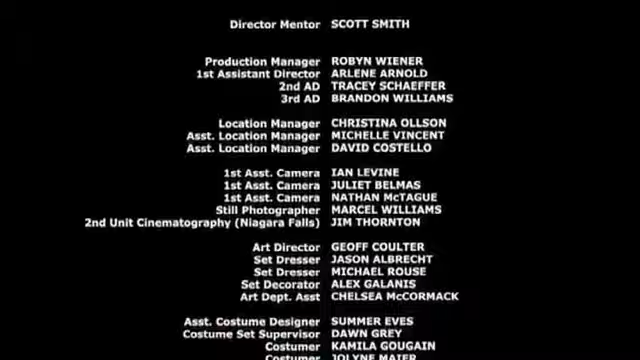 Director Mentor SCOTT SMITH
Production Manager ROBYN WIENER
1st Assistant Director ARLENE ARNOLD
2nd AD TRACEY SCHAEFFER
3rd AD BRANDON WILLIAMS
Location Manager CHRISTINA OLLSON
Asst. Location Manager MICHELLE VINCENT
Asst. Location Manager DAVID COSTELLO
1st Asst. Camera IAN LEVINE
1st Asst. Camera JULIET BELMAS
1st Asst. Camera NATHAN McTAGUE
Still Photographer MARCEL WILLIAMS
2nd Unit Cinematography (Niagara Falls) JIM THORNTON
Art Director GEOFF COULTER
Set Dresser JASON ALBRECHT
Set Dresser MICHAEL ROUSE
Set Decorator ALEX GALANIS
Art Dept. Asst CHELSEA McCORMACK
Asst. Costume Designer SUMMER EVES
Costume Set Supervisor DAWN GREY
Costumer KAMILA GOUGAIN
Costumer JOLYNE MAIER